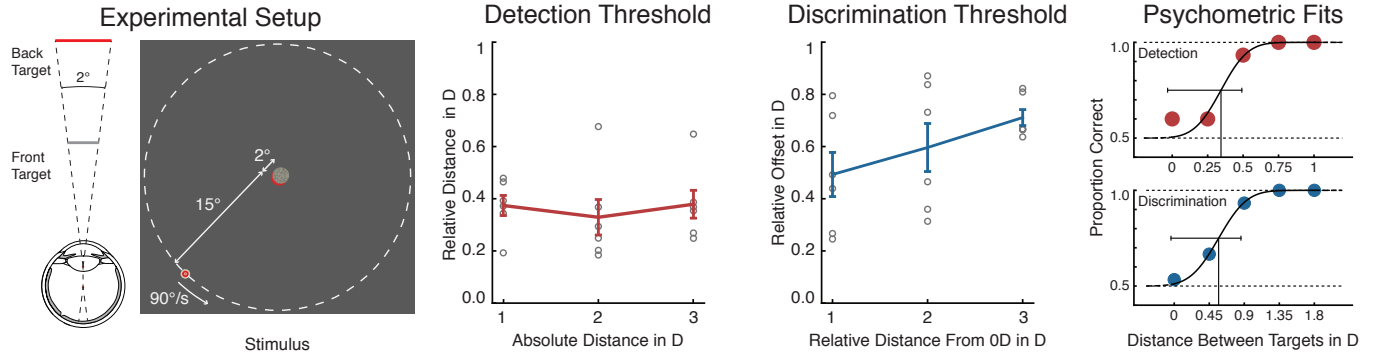 Experimental Setup
Back
Target
2°
Front
Target
2°
15°
90°/s
Stimulus
Detection Threshold
Relative Distance in D
1
0.8
0.6
0.4
0.2
0.0
1 2 3
Absolute Distance in D
Discrimination Threshold
Relative Offset in D
1
0.8
0.6
0.4
0.2
0.0
1 2 3
Relative Distance From 0D in D
Psychometric Fits
Proportion Correct
1.0
Detection
0.5
0 0.25 0.5 0.75 1
1.0
Discrimination
0.5
0 0.45 0.9 1.35 1.8
Distance Between Targets in D